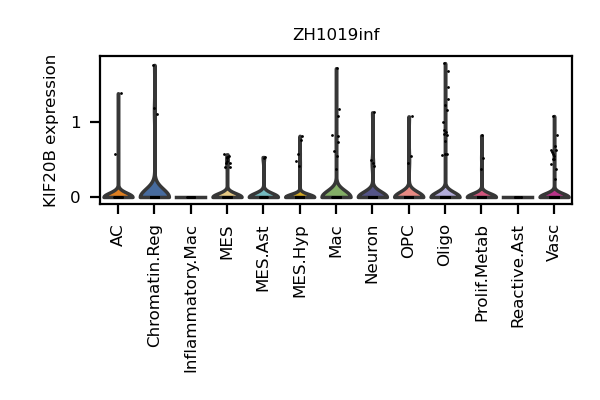 ZH1019inf
KIF20B expression
1
0
AC
Chromatin.Reg
Inflammatory.Mac
MES
MES.Ast
MES.Hyp
Mac
Neuron
OPC
Oligo
Prolif.Metab
Reactive.Ast
Vasc